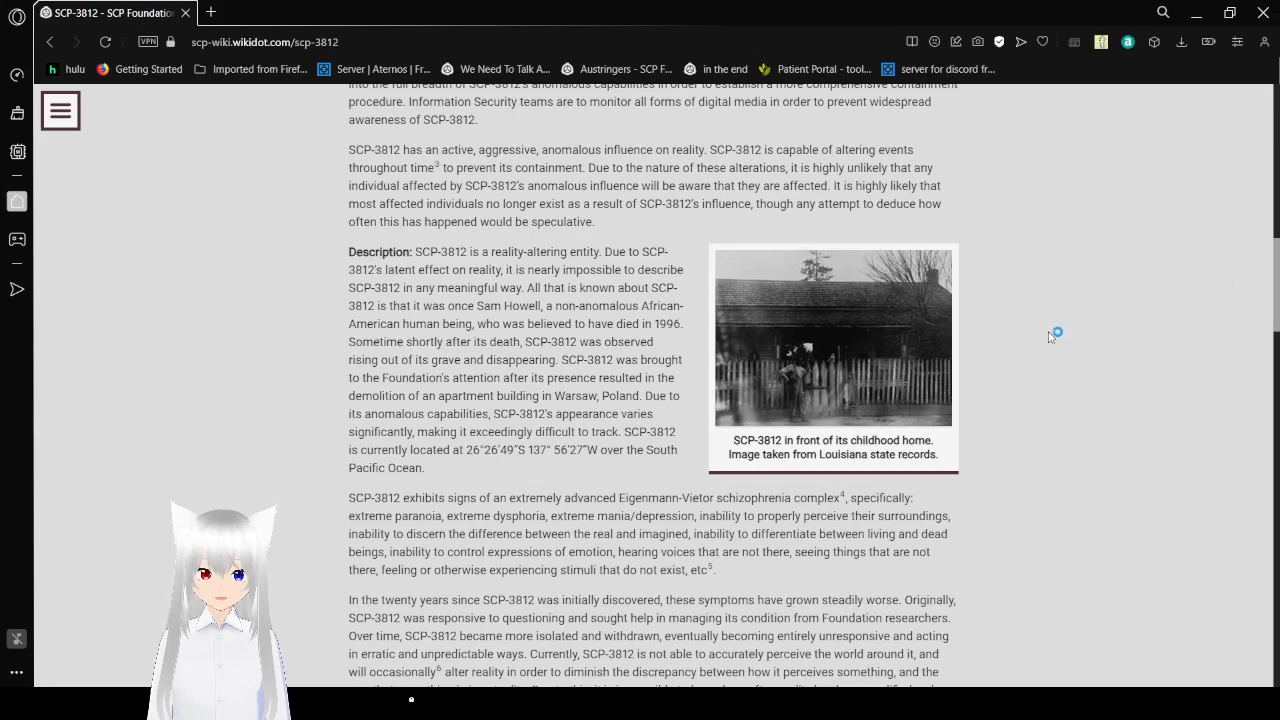 SCP-3812 - SCP Foundatio
VPN
scp-wiki.wikidot.com/scp-3812
hulu
Getting Started
Imported from Firef...
Server | Aternos | Fr...
We Need To Talk A...
Austringers - SCP F...
in the end
Patient Portal - tool...
server for discord fr...
procedure. Information Security teams are to monitor all forms of digital media in order to prevent widespread
awareness of SCP-3812.
SCP-3812 has an active, aggressive, anomalous influence on reality. SCP-3812 is capable of altering events
throughout time3 to prevent its containment. Due to the nature of these alterations, it is highly unlikely that any
individual affected by SCP-3812's anomalous influence will be aware that they are affected. It is highly likely that
most affected individuals no longer exist as a result of SCP-3812's influence, though any attempt to deduce how
often this has happened would be speculative.
Description: SCP-3812 is a reality-altering entity. Due to SCP-
3812's latent effect on reality, it is nearly impossible to describe
SCP-3812 in any meaningful way. All that is known about SCP-
3812 is that it was once Sam Howell, a non-anomalous African-
American human being, who was believed to have died in 1996.
Sometime shortly after its death, SCP-3812 was observed
rising out of its grave and disappearing. SCP-3812 was brought
to the Foundation's attention after its presence resulted in the
demolition of an apartment building in Warsaw, Poland. Due to
its anomalous capabilities, SCP-3812's appearance varies
significantly, making it exceedingly difficult to track. SCP-3812
is currently located at 26°26'49"S 137° 56'27"W over the South
Pacific Ocean.
SCP-3812 in front of its childhood home.
Image taken from Louisiana state records.
SCP-3812 exhibits signs of an extremely advanced Eigenmann-Vietor schizophrenia complex4, specifically:
extreme paranoia, extreme dysphoria, extreme mania/depression, inability to properly perceive their surroundings,
inability to discern the difference between the real and imagined, inability to differentiate between living and dead
beings, inability to control expressions of emotion, hearing voices that are not there, seeing things that are not
there, feeling or otherwise experiencing stimuli that do not exist, etc5.
In the twenty years since SCP-3812 was initially discovered, these symptoms have grown steadily worse. Originally,
SCP-3812 was responsive to questioning and sought help in managing its condition from Foundation researchers.
Over time, SCP-3812 became more isolated and withdrawn, eventually becoming entirely unresponsive and acting
in erratic and unpredictable ways. Currently, SCP-3812 is not able to accurately perceive the world around it, and
will occasionally6 alter reality in order to diminish the discrepancy between how it perceives something, and the